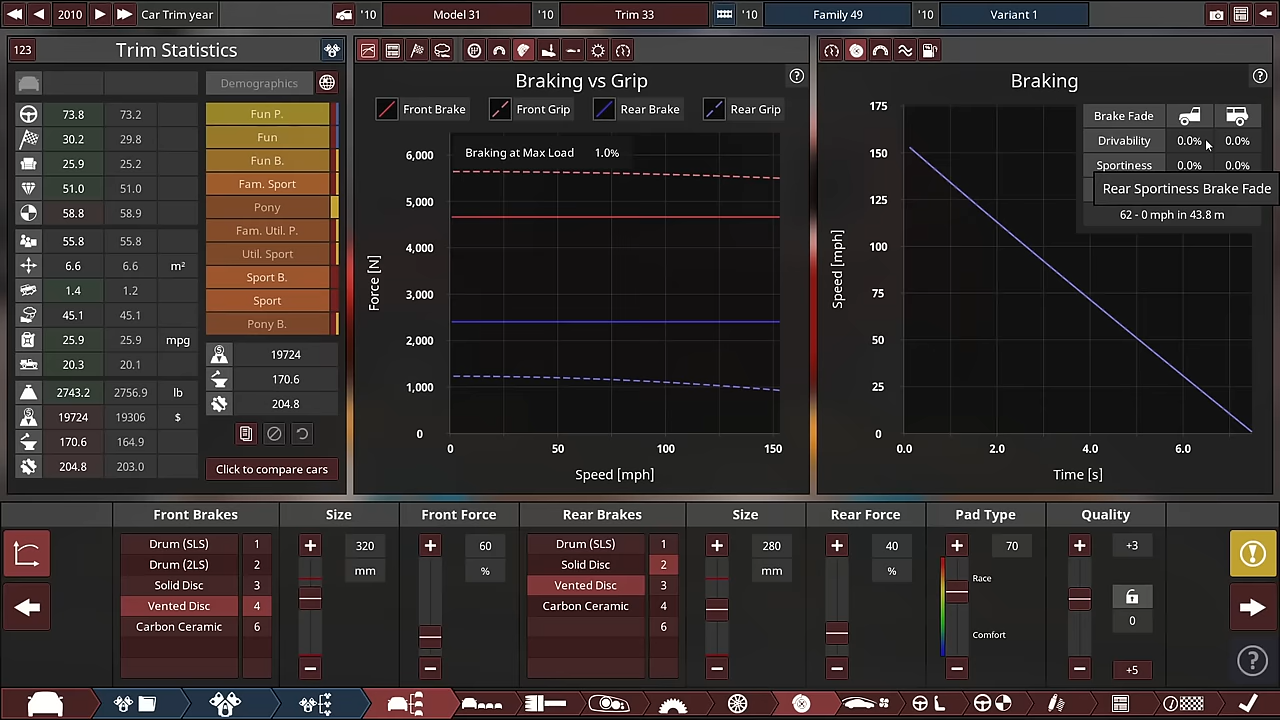 2010 Car Trim year '10 Model 31 '10 Trim 33 '10 Family 49 '10 Variant 1
123 Trim Statistics
Demographics
73.8 73.2 Fun P.
30.2 29.8 Fun
25.9 25.2 Fun B.
51.0 51.0 Fam. Sport
58.8 58.9 Pony
55.8 55.8 Fam. Util. P.
6.6 6.6 m² Util. Sport
1.4 1.2 Sport B.
45.1 45.1 Sport
25.9 25.9 mpg Pony B.
20.3 20.1 19724
2743.2 2756.9 lb 170.6
19724 19306 $ 204.8
170.6 164.9
204.8 203.0 Click to compare cars
Braking vs Grip
Front Brake Front Grip Rear Brake Rear Grip
Braking at Max Load 1.0%
Force [N]
6,000
5,000
4,000
3,000
2,000
1,000
0
0 50 100 150
Speed [mph]
Braking
Brake Fade
Drivability 0.0% 0.0%
Sportiness 0.0% 0.0%
Rear Sportiness Brake Fade
62 - 0 mph in 43.8 m
Speed [mph]
175
150
125
100
75
50
25
0
0.0 2.0 4.0 6.0
Time [s]
Front Brakes Size Front Force Rear Brakes Size Rear Force Pad Type Quality
Drum (SLS) 1 320 60 Drum (SLS) 1 280 40 70 +3
Drum (2LS) 2 mm % Solid Disc 2 mm %
Solid Disc 3 Vented Disc 3 Race
Vented Disc 4 Carbon Ceramic 4
Carbon Ceramic 6 6 Comfort 0
+5